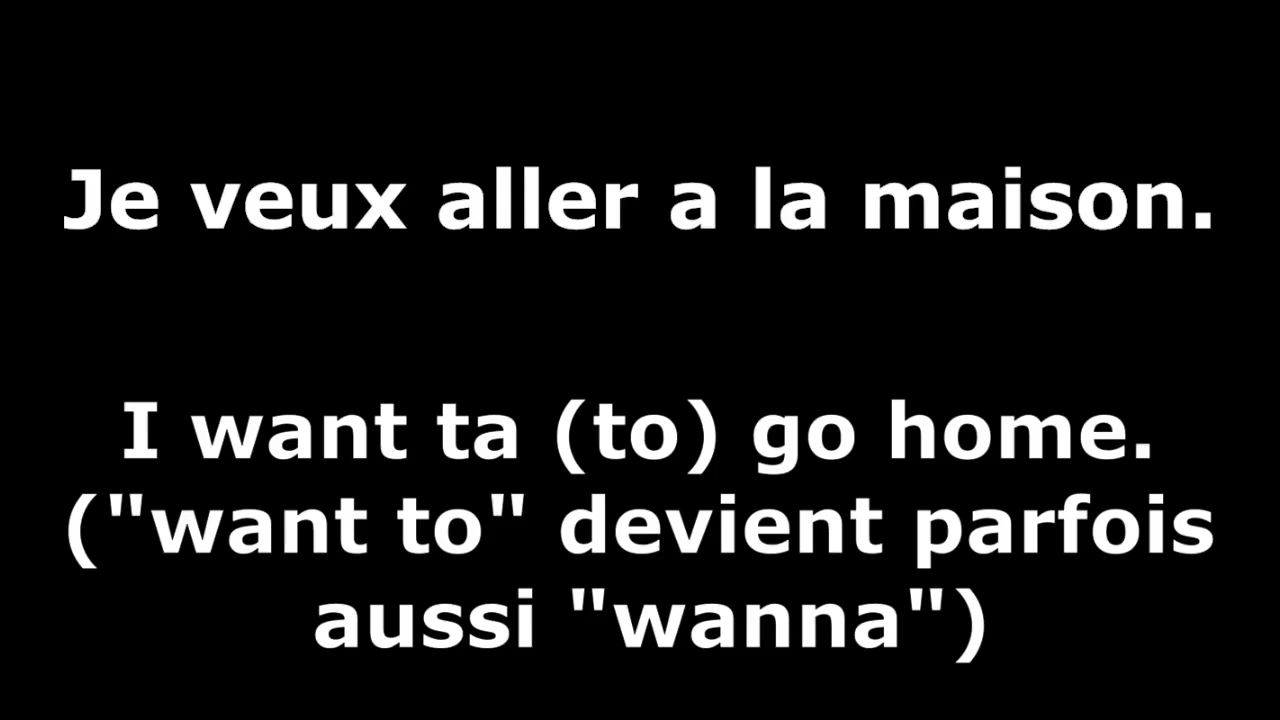 Je veux aller a la maison.
I want ta (to) go home.
("want to" devient parfois
aussi "wanna")